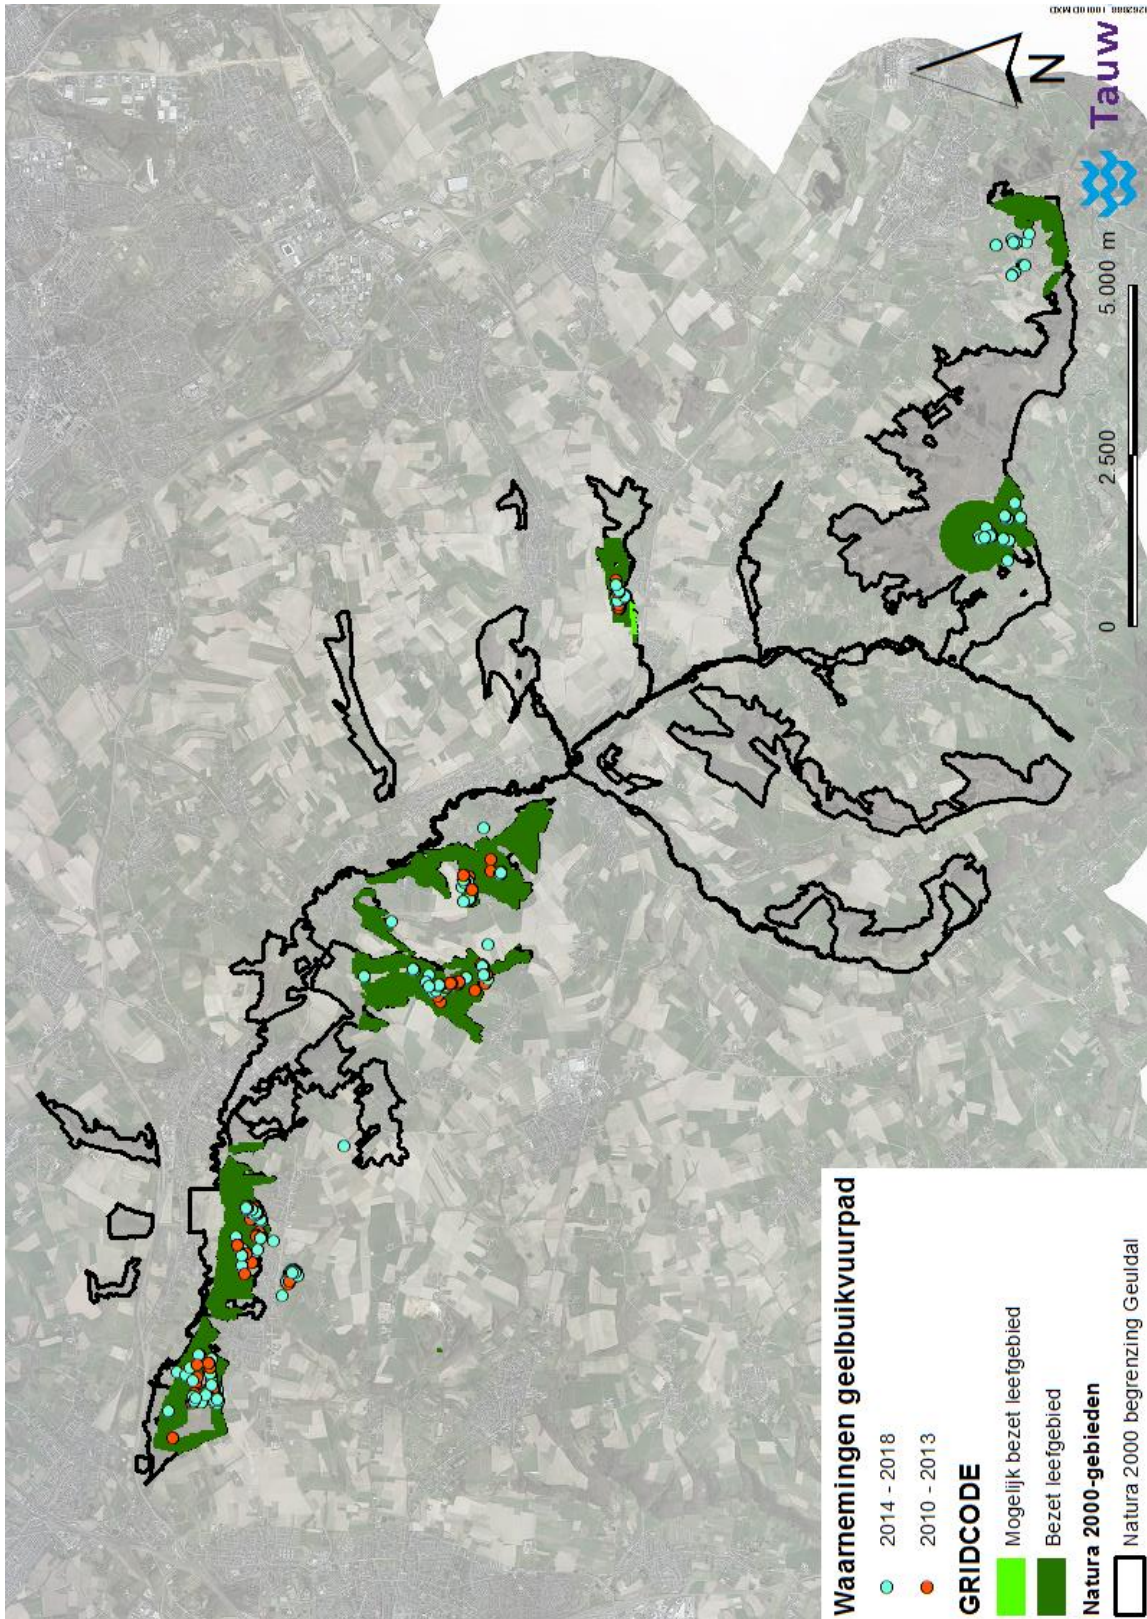 Waarnemingen geelbuikvuurpad
2014 - 2018
2010 - 2013
GRIDCODE
Mogelijk bezet leefgebied
Bezet leefgebied
Natura 2000-gebieden
Natura 2000 begrenzing Geuldal
0 2.500 5.000 m
Tauw
N